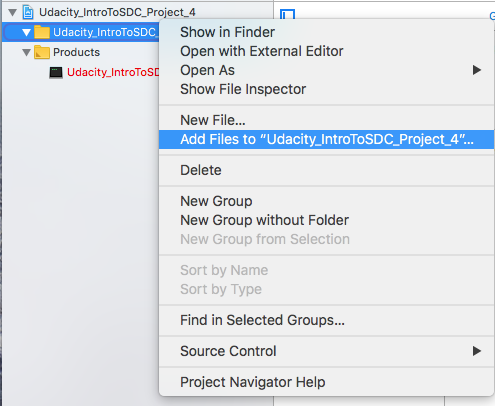 Udacity_IntroToSDC_Project_4
Udacity_IntroToSDC_
Products
Udacity_IntroToSD
Show in Finder
Open with External Editor
Open As
Show File Inspector
New File...
Add Files to “Udacity_IntroToSDC_Project_4”...
Delete
New Group
New Group without Folder
New Group from Selection
Sort by Name
Sort by Type
Find in Selected Groups...
Source Control
Project Navigator Help